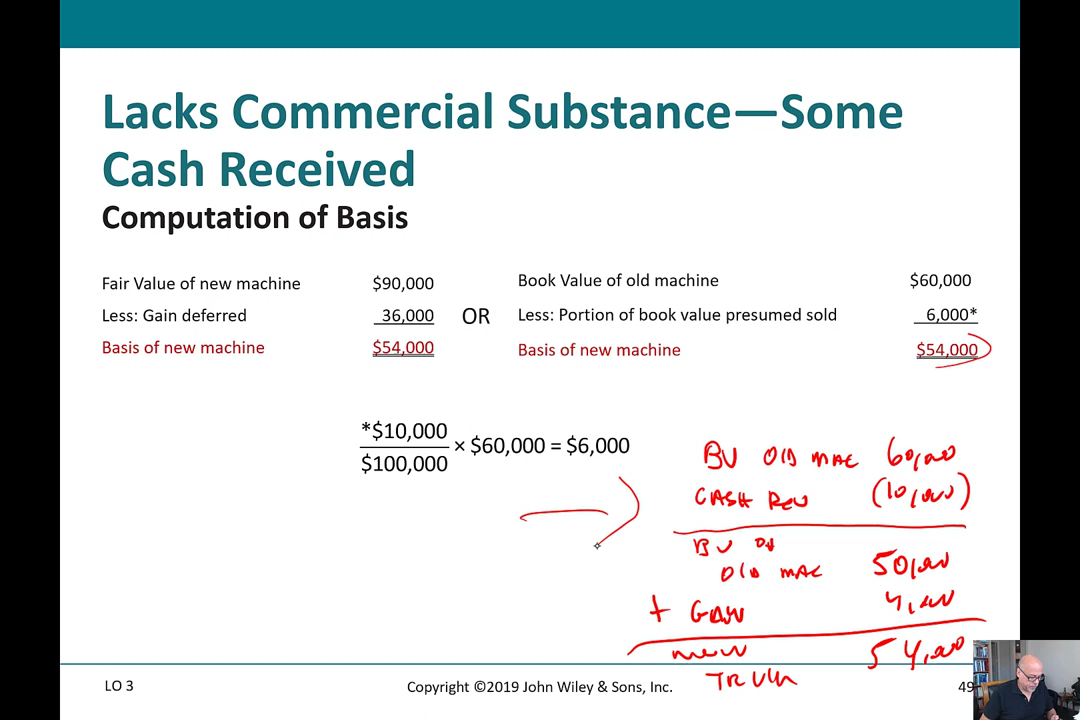 Lacks Commercial Substance—Some
Cash Received
Computation of Basis
Fair Value of new machine $90,000
Less: Gain deferred 36,000
Basis of new machine $54,000
OR
Book Value of old machine $60,000
Less: Portion of book value presumed sold 6,000*
Basis of new machine $54,000
*$10,000
$100,000
× $60,000 = $6,000
BV OLD MAC 60,000
CASH REV (10,000)
BV OF
OLD MAC 50,000
+ GAIN 4,000
NEW 54,000
TRUCK
LO 3
Copyright ©2019 John Wiley & Sons, Inc.
49